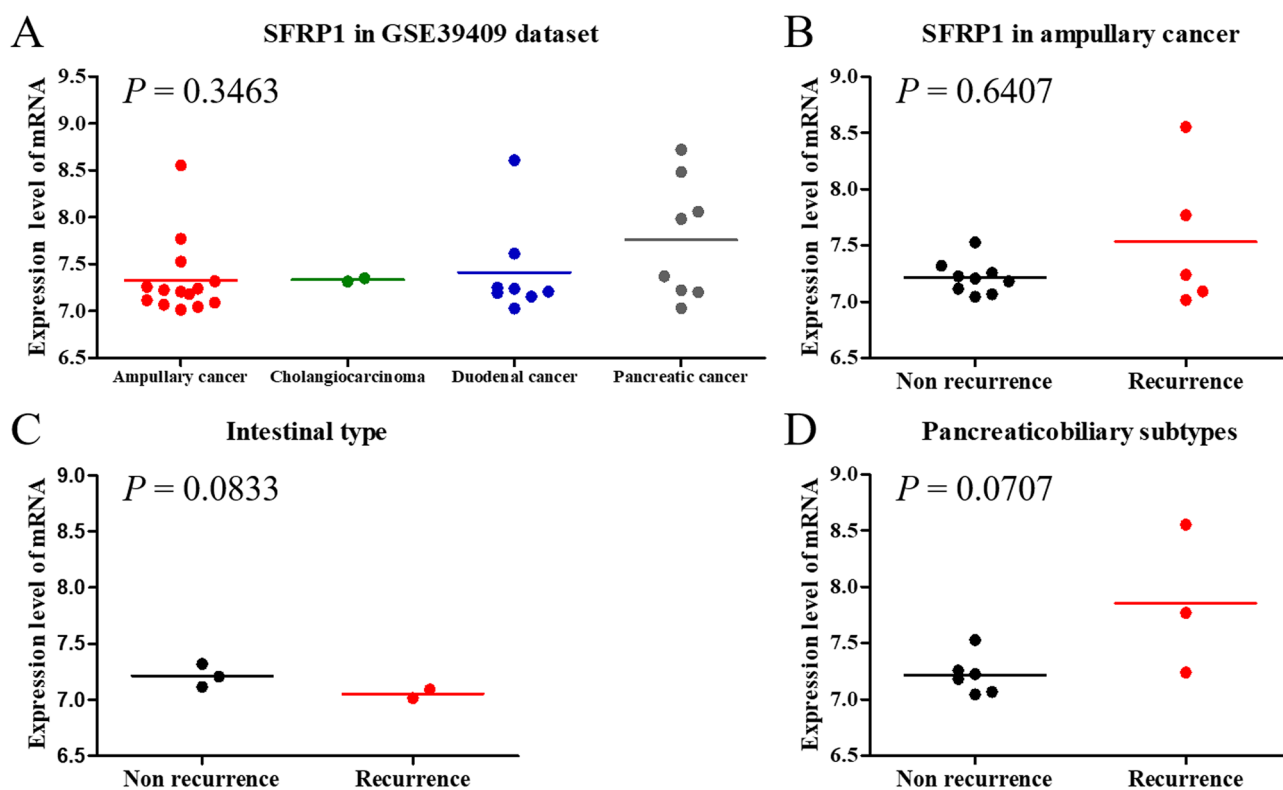 A
SFRP1 in GSE39409 dataset
P = 0.3463
Expression level of mRNA
9.5
9.0
8.5
8.0
7.5
7.0
6.5
Ampullary cancer
Cholangiocarcinoma
Duodenal cancer
Pancreatic cancer
B
SFRP1 in ampullary cancer
P = 0.6407
Expression level of mRNA
9.0
8.5
8.0
7.5
7.0
6.5
Non recurrence
Recurrence
C
Intestinal type
P = 0.0833
Expression level of mRNA
9.0
8.5
8.0
7.5
7.0
6.5
Non recurrence
Recurrence
D
Pancreaticobiliary subtypes
P = 0.0707
Expression level of mRNA
9.0
8.5
8.0
7.5
7.0
6.5
Non recurrence
Recurrence